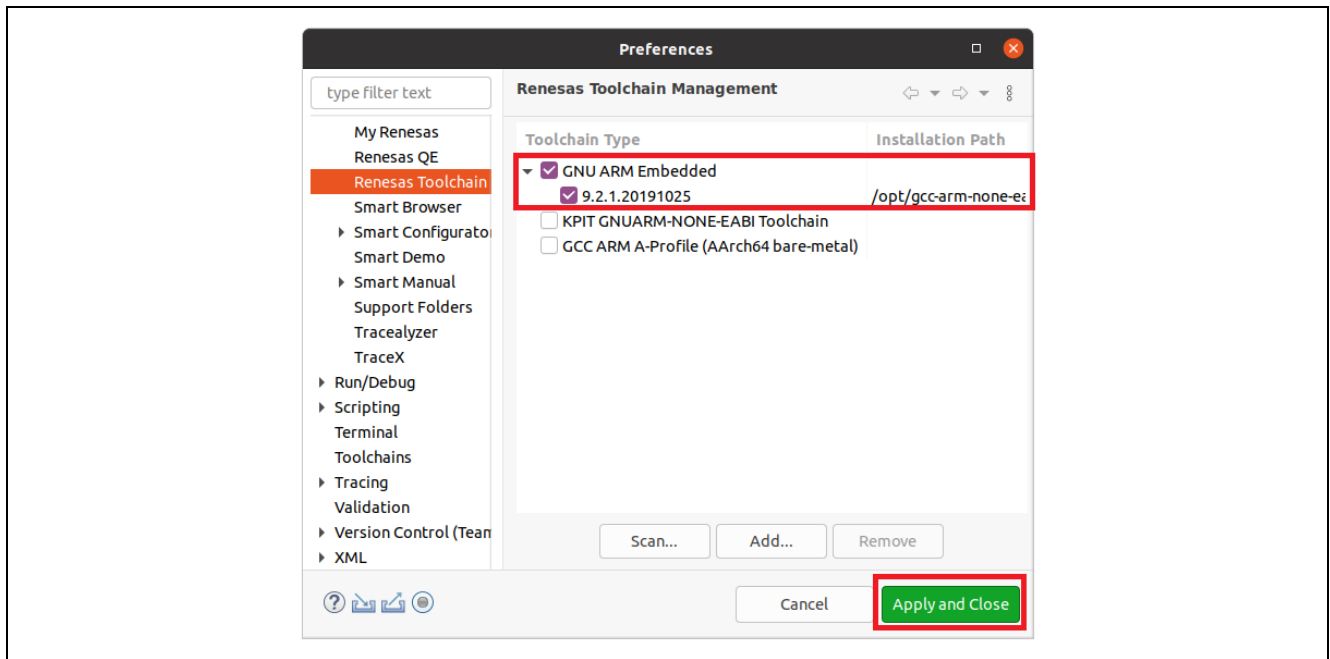 Preferences
type filter text
Renesas Toolchain Management
My Renesas
Renesas QE
Renesas Toolchain
Smart Browser
Smart Configurator
Smart Demo
Smart Manual
Support Folders
Tracealyzer
TraceX
Run/Debug
Scripting
Terminal
Toolchains
Tracing
Validation
Version Control (Team
XML
Toolchain Type Installation Path
GNU ARM Embedded
9.2.1.20191025 /opt/gcc-arm-none-ea
KPIT GNUARM-NONE-EABI Toolchain
GCC ARM A-Profile (AArch64 bare-metal)
Scan... Add... Remove
? Cancel Apply and Close